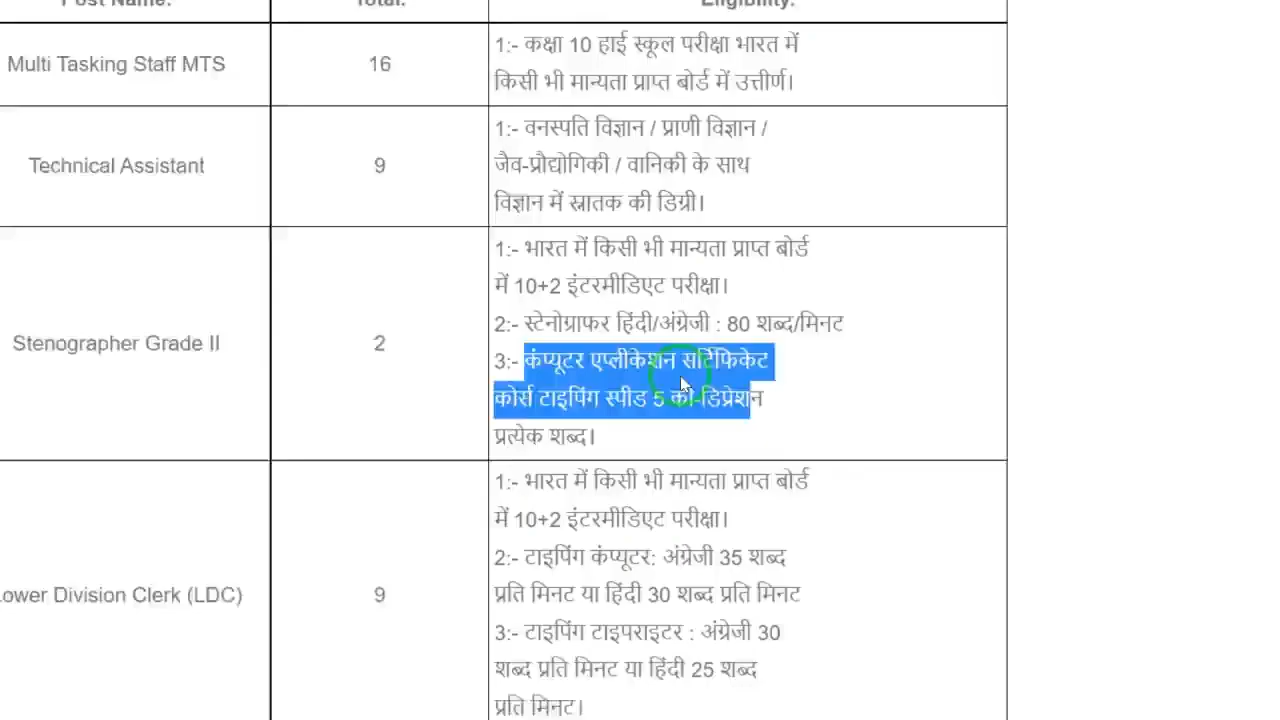 Post Name. Total. Eligibility.
Multi Tasking Staff MTS
16
1:- कक्षा 10 हाई स्कूल परीक्षा भारत में
किसी भी मान्यता प्राप्त बोर्ड में उत्तीर्ण।
Technical Assistant
9
1:- वनस्पति विज्ञान / प्राणी विज्ञान /
जैव-प्रौद्योगिकी / वानिकी के साथ
विज्ञान में स्नातक की डिग्री।
Stenographer Grade II
2
1:- भारत में किसी भी मान्यता प्राप्त बोर्ड
में 10+2 इंटरमीडिएट परीक्षा।
2:- स्टेनोग्राफर हिंदी/अंग्रेजी : 80 शब्द/मिनट
3:- कंप्यूटर एप्लीकेशन सर्टिफिकेट
कोर्स टाइपिंग स्पीड 5 की-डिप्रेशन
प्रत्येक शब्द।
Lower Division Clerk (LDC)
9
1:- भारत में किसी भी मान्यता प्राप्त बोर्ड
में 10+2 इंटरमीडिएट परीक्षा।
2:- टाइपिंग कंप्यूटर: अंग्रेजी 35 शब्द
प्रति मिनट या हिंदी 30 शब्द प्रति मिनट
3:- टाइपिंग टाइपराइटर : अंग्रेजी 30
शब्द प्रति मिनट या हिंदी 25 शब्द
प्रति मिनट।